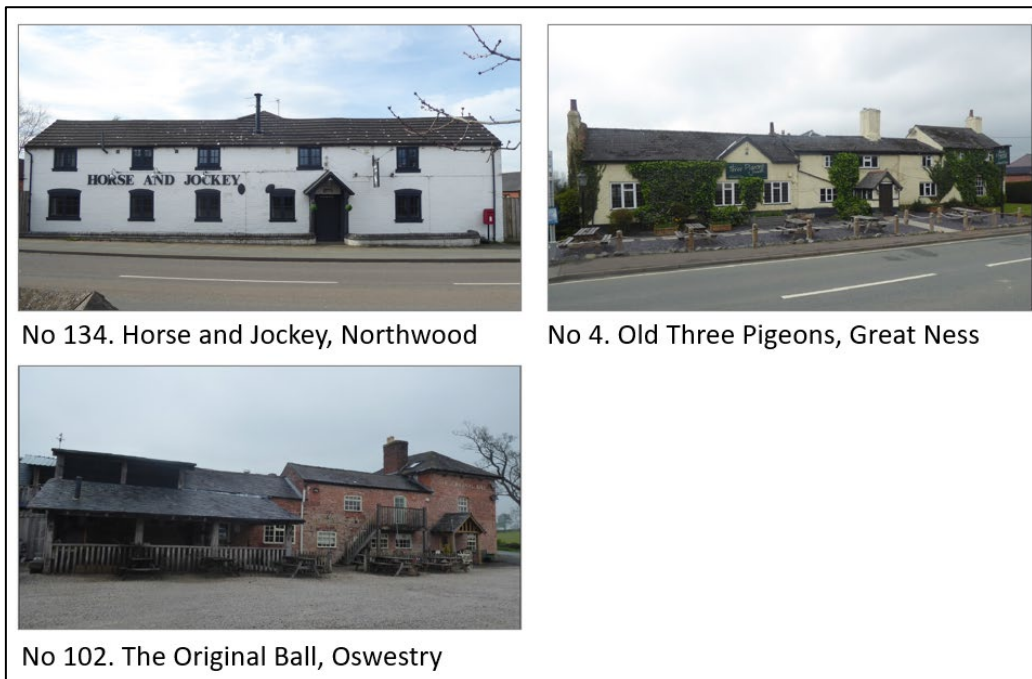 HORSE AND JOCKEY
No 134. Horse and Jockey, Northwood
No 4. Old Three Pigeons, Great Ness
No 102. The Original Ball, Oswestry